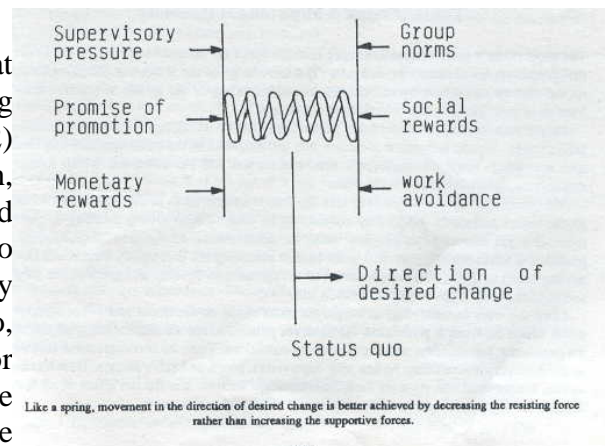 Supervisory
pressure
Promise of
promotion
Monetary
rewards
Group
norms
social
rewards
work
avoidance
Direction of
desired change
Status quo
Like a spring, movement in the direction of desired change is better achieved by decreasing the resisting force
rather than increasing the supportive forces.